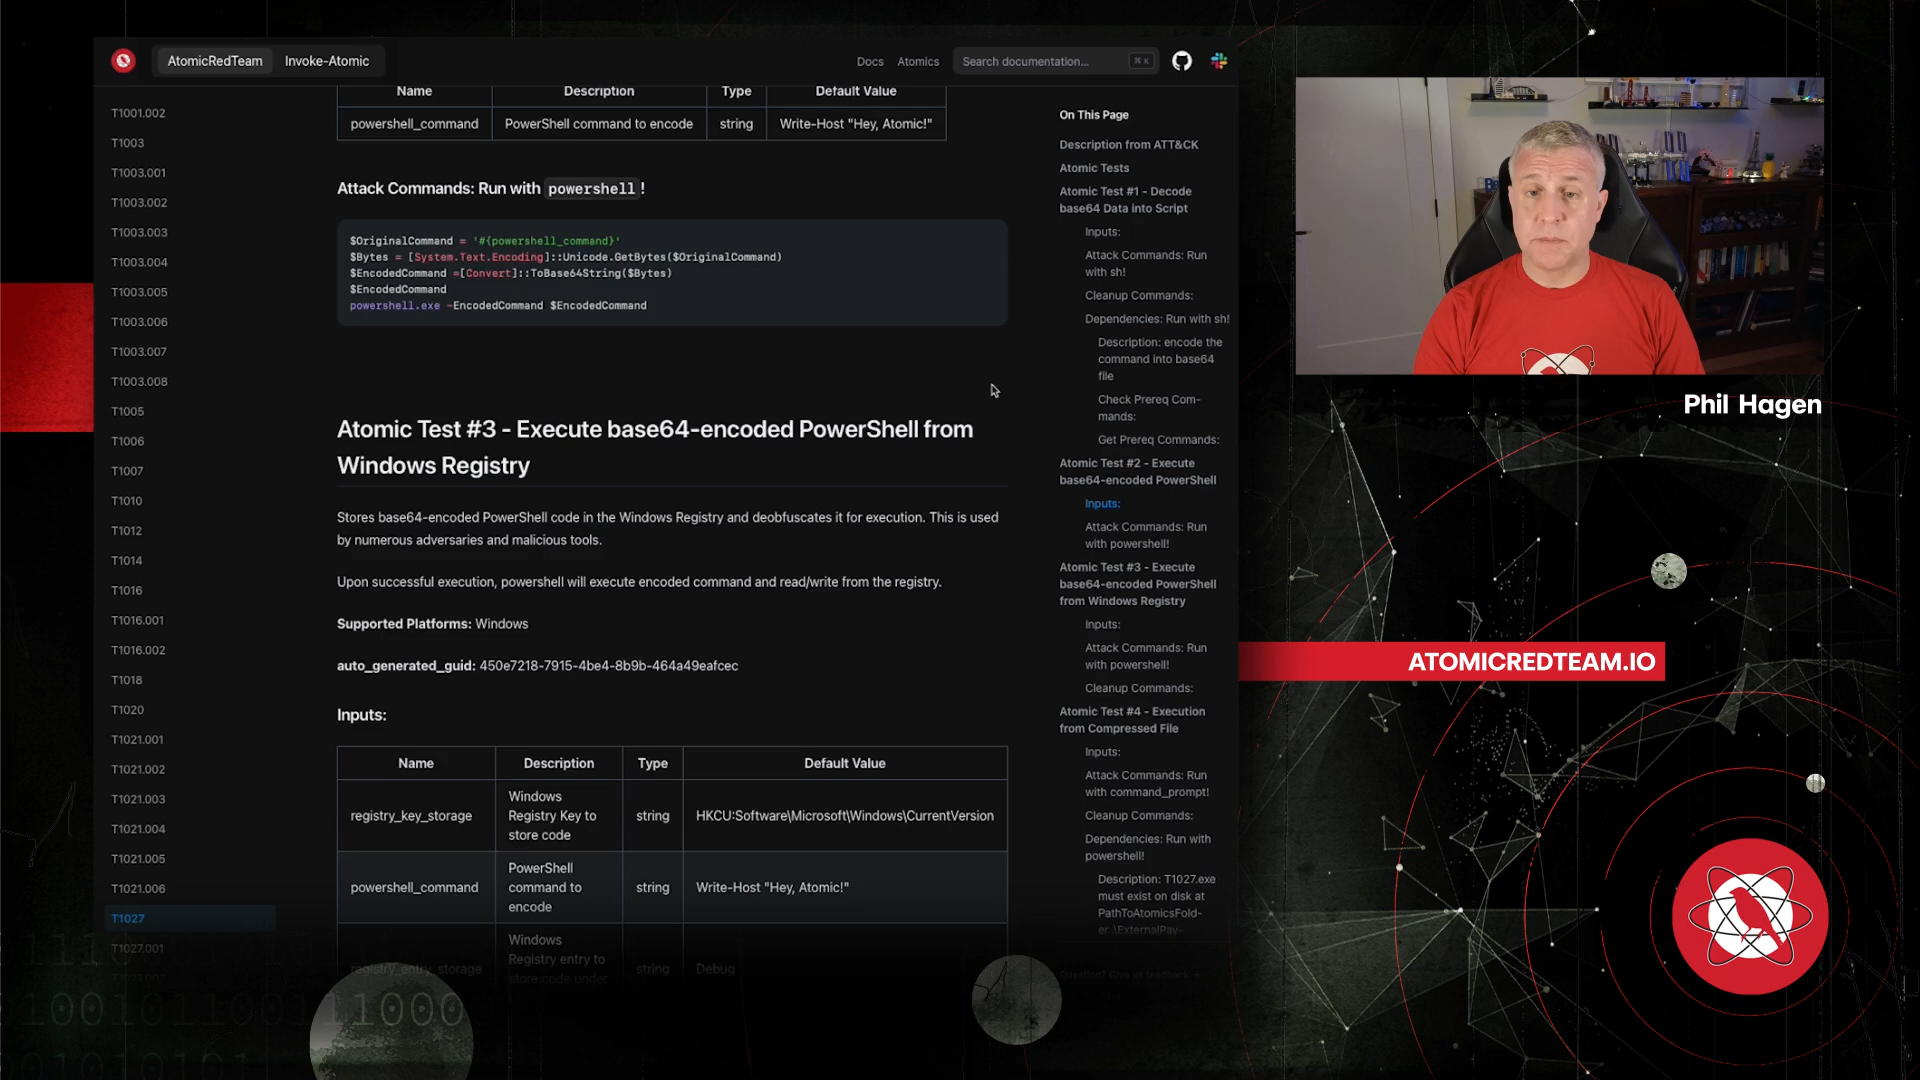 AtomicRedTeam
Invoke-Atomic
Docs
Atomics
Search documentation...
⌘ K
T1001.002
T1003
T1003.001
T1003.002
T1003.003
T1003.004
T1003.005
T1003.006
T1003.007
T1003.008
T1005
T1006
T1007
T1010
T1012
T1014
T1016
T1016.001
T1016.002
T1018
T1020
T1021.001
T1021.002
T1021.003
T1021.004
T1021.005
T1021.006
T1027
T1027.001
Name Description Type Default Value
powershell_command PowerShell command to encode string Write-Host "Hey, Atomic!"
Attack Commands: Run with powershell!
$OriginalCommand = '#{powershell_command}'
$Bytes = [System.Text.Encoding]::Unicode.GetBytes($OriginalCommand)
$EncodedCommand =[Convert]::ToBase64String($Bytes)
$EncodedCommand
powershell.exe -EncodedCommand $EncodedCommand
Atomic Test #3 - Execute base64-encoded PowerShell from
Windows Registry
Stores base64-encoded PowerShell code in the Windows Registry and deobfuscates it for execution. This is used
by numerous adversaries and malicious tools.
Upon successful execution, powershell will execute encoded command and read/write from the registry.
Supported Platforms: Windows
auto_generated_guid: 450e7218-7915-4be4-8b9b-464a49eafcec
Inputs:
Name Description Type Default Value
registry_key_storage
Windows
Registry Key to
store code
string
HKCU:Software\Microsoft\Windows\CurrentVersion
powershell_command
PowerShell
command to
encode
string
Write-Host "Hey, Atomic!"
registry_entry_storage
Windows
Registry entry to
store code under
string
Debug
On This Page
Description from ATT&CK
Atomic Tests
Atomic Test #1 - Decode
base64 Data into Script
Inputs:
Attack Commands: Run
with sh!
Cleanup Commands:
Dependencies: Run with sh!
Description: encode the
command into base64
file
Check Prereq Com-
mands:
Get Prereq Commands:
Atomic Test #2 - Execute
base64-encoded PowerShell
Inputs:
Attack Commands: Run
with powershell!
Atomic Test #3 - Execute
base64-encoded PowerShell
from Windows Registry
Inputs:
Attack Commands: Run
with powershell!
Cleanup Commands:
Atomic Test #4 - Execution
from Compressed File
Inputs:
Attack Commands: Run
with command_prompt!
Cleanup Commands:
Dependencies: Run with
powershell!
Description: T1027.exe
must exist on disk at
PathToAtomicsFold-
er..\ExternalPay-
Question? Give us feedback →
Phil Hagen
ATOMICREDTEAM.IO